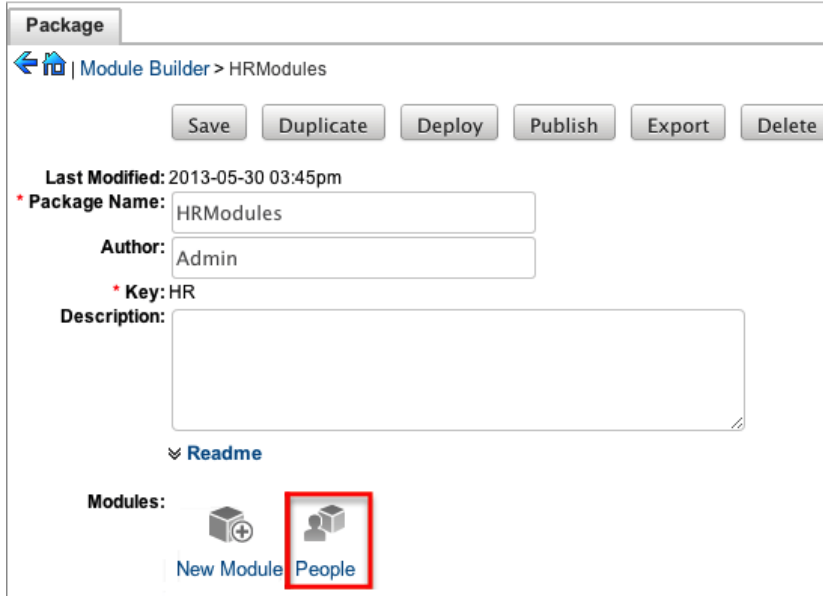 Package
| Module Builder > HRModules
Save Duplicate Deploy Publish Export Delete
Last Modified: 2013-05-30 03:45pm
* Package Name: HRModules
Author: Admin
* Key: HR
Description:
Readme
Modules:
New Module People